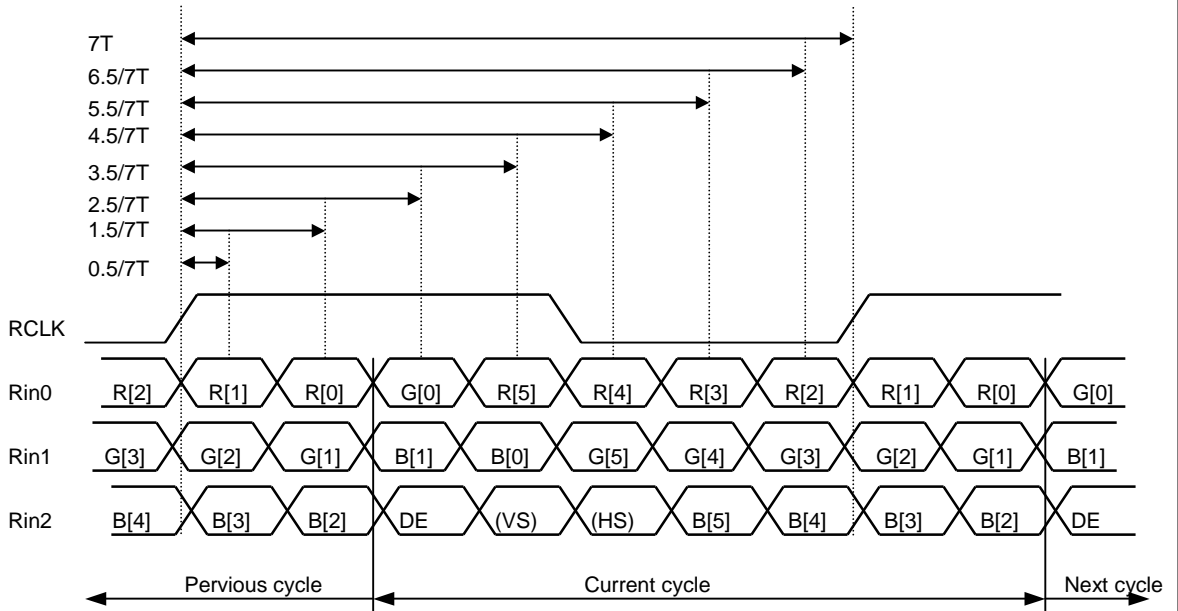 7T
6.5/7T
5.5/7T
4.5/7T
3.5/7T
2.5/7T
1.5/7T
0.5/7T
RCLK
Rin0 R[2] R[1] R[0] G[0] R[5] R[4] R[3] R[2] R[1] R[0] G[0]
Rin1 G[3] G[2] G[1] B[1] B[0] G[5] G[4] G[3] G[2] G[1] B[1]
Rin2 B[4] B[3] B[2] DE (VS) (HS) B[5] B[4] B[3] B[2] DE
Pervious cycle Current cycle Next cycle